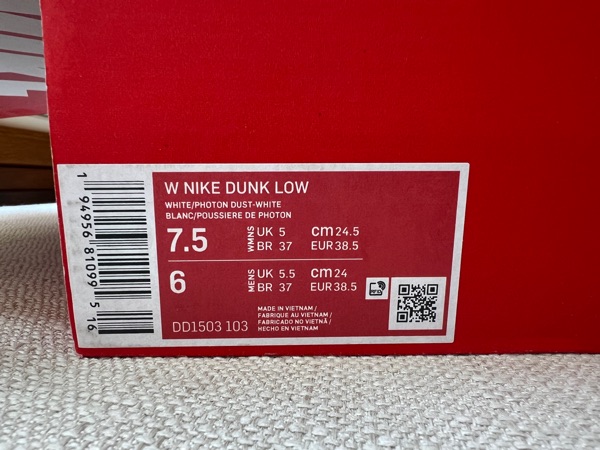 W NIKE DUNK LOW
WHITE/PHOTON DUST-WHITE
BLANC/POUSSIERE DE PHOTON
7.5 WMNS UK 5 cm 24.5
BR 37 EUR 38.5
6 MENS UK 5.5 cm 24
BR 37 EUR 38.5
DD1503 103
MADE IN VIETNAM /
FABRIQUE AU VIETNAM /
FABRICADO NO VIETNÃ /
HECHO EN VIETNAM
1 94956 81099 5 16